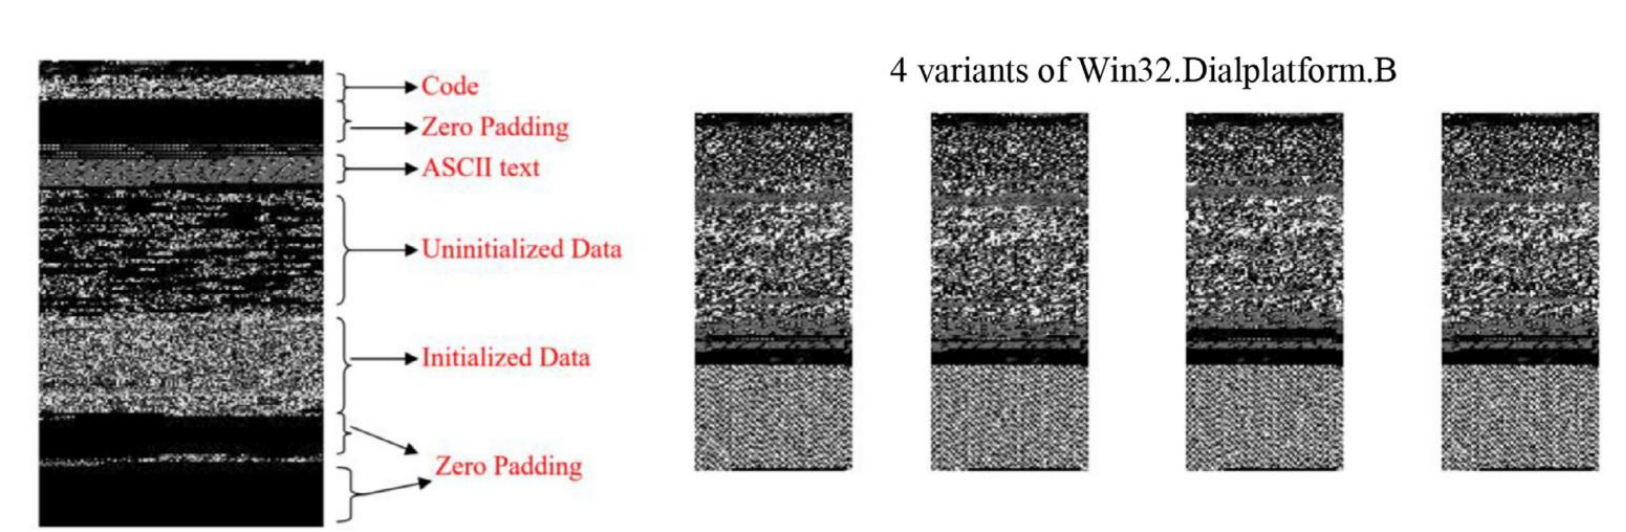 Code
Zero Padding
ASCII text
Uninitialized Data
Initialized Data
Zero Padding
4 variants of Win32.Dialplatform.B